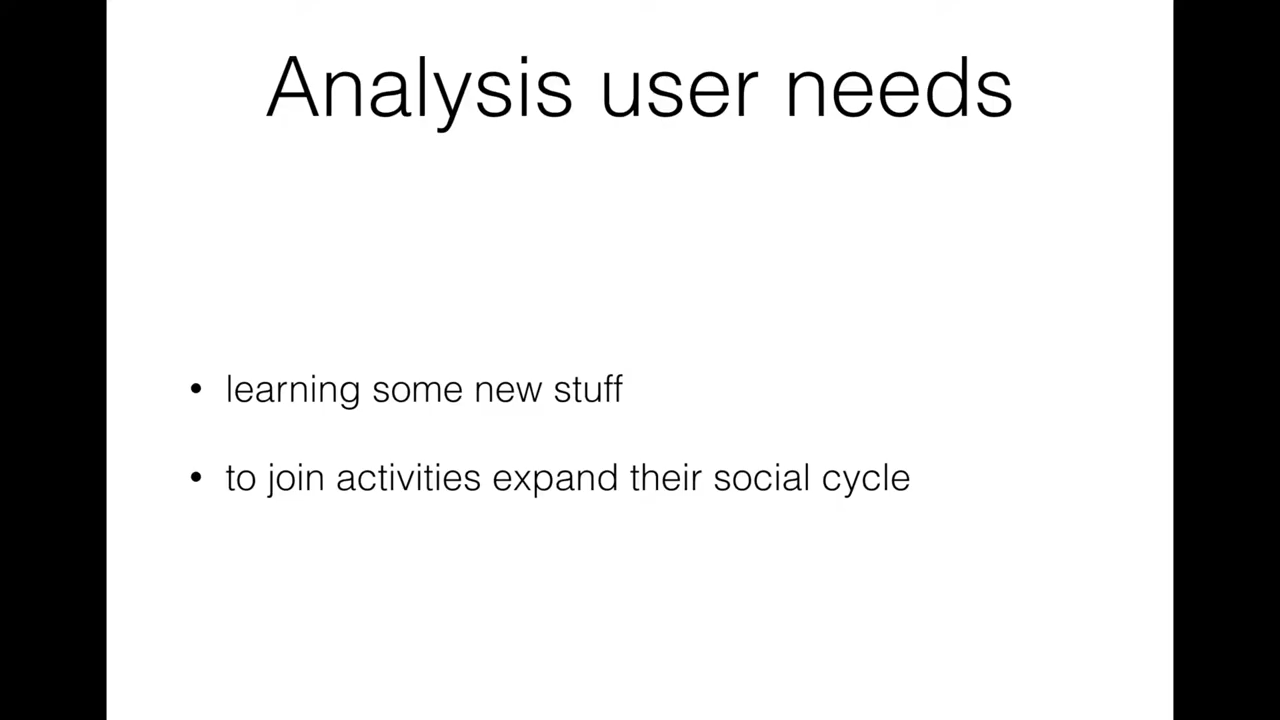 Analysis user needs
• learning some new stuff
• to join activities expand their social cycle